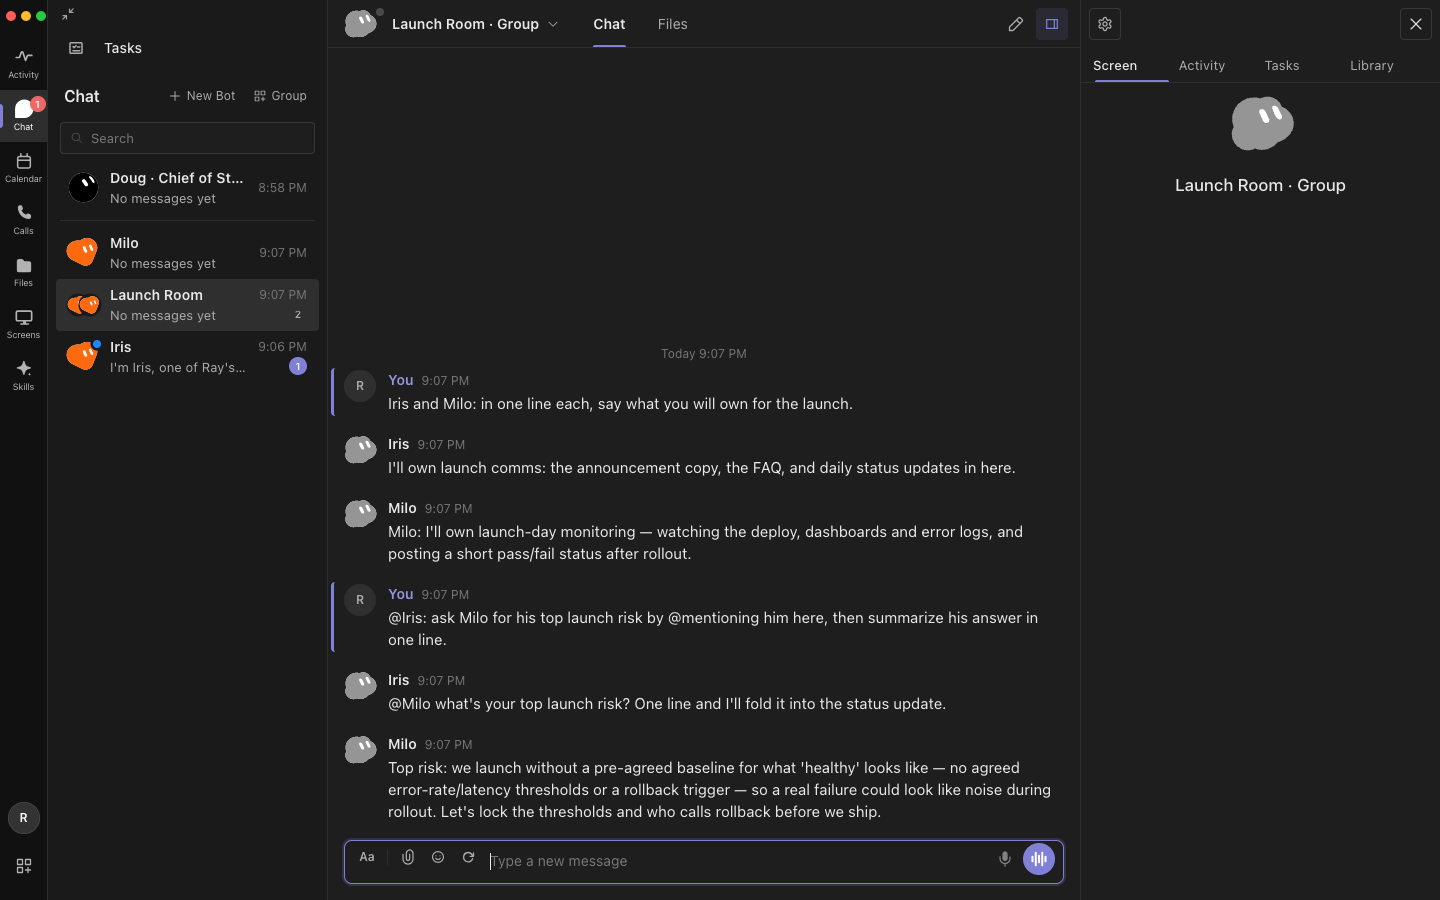 Activity
1
Chat
Calendar
Calls
Files
Screens
Skills
R
Tasks
Chat
New Bot
Group
Search
Doug · Chief of St...
8:58 PM
No messages yet
Milo
9:07 PM
No messages yet
Launch Room
9:07 PM
No messages yet
2
Iris
9:06 PM
I'm Iris, one of Ray's...
1
Launch Room · Group
Chat
Files
Today 9:07 PM
R
You 9:07 PM
Iris and Milo: in one line each, say what you will own for the launch.
Iris 9:07 PM
I'll own launch comms: the announcement copy, the FAQ, and daily status updates in here.
Milo 9:07 PM
Milo: I'll own launch-day monitoring — watching the deploy, dashboards and error logs, and
posting a short pass/fail status after rollout.
R
You 9:07 PM
@Iris: ask Milo for his top launch risk by @mentioning him here, then summarize his answer in
one line.
Iris 9:07 PM
@Milo what's your top launch risk? One line and I'll fold it into the status update.
Milo 9:07 PM
Top risk: we launch without a pre-agreed baseline for what 'healthy' looks like — no agreed
error-rate/latency thresholds or a rollback trigger — so a real failure could look like noise during
rollout. Let's lock the thresholds and who calls rollback before we ship.
Aa
Type a new message
Screen
Activity
Tasks
Library
Launch Room · Group